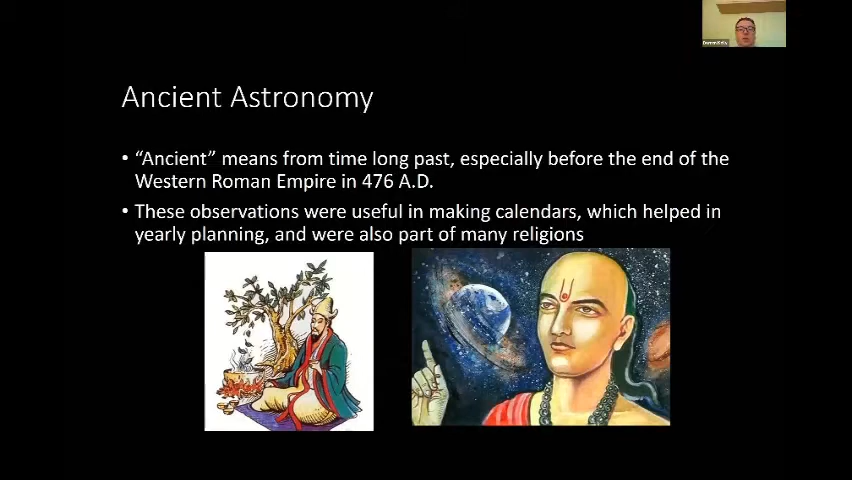 Ancient Astronomy
• “Ancient” means from time long past, especially before the end of the
Western Roman Empire in 476 A.D.
• These observations were useful in making calendars, which helped in
yearly planning, and were also part of many religions